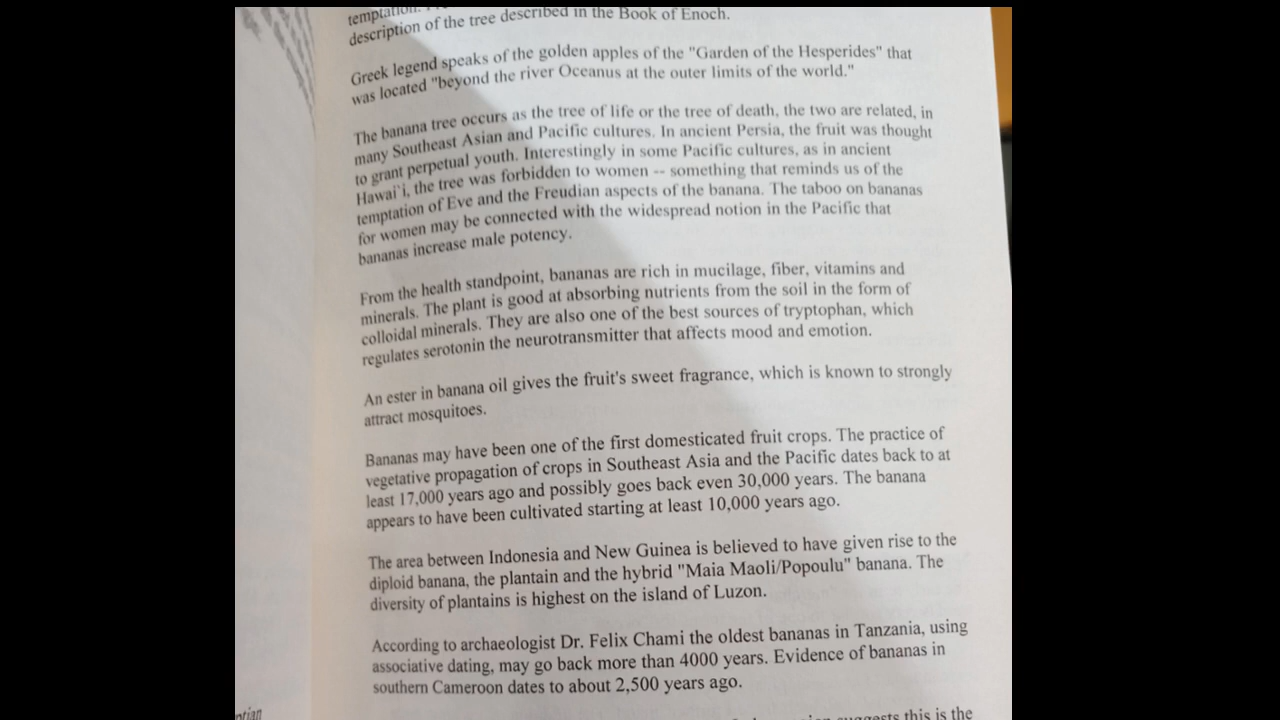 temptation.
description of the tree described in the Book of Enoch.
Greek legend speaks of the golden apples of the "Garden of the Hesperides" that
was located "beyond the river Oceanus at the outer limits of the world."
The banana tree occurs as the tree of life or the tree of death, the two are related, in
many Southeast Asian and Pacific cultures. In ancient Persia, the fruit was thought
to grant perpetual youth. Interestingly in some Pacific cultures, as in ancient
Hawai`i, the tree was forbidden to women -- something that reminds us of the
temptation of Eve and the Freudian aspects of the banana. The taboo on bananas
for women may be connected with the widespread notion in the Pacific that
bananas increase male potency.
From the health standpoint, bananas are rich in mucilage, fiber, vitamins and
minerals. The plant is good at absorbing nutrients from the soil in the form of
colloidal minerals. They are also one of the best sources of tryptophan, which
regulates serotonin the neurotransmitter that affects mood and emotion.
An ester in banana oil gives the fruit's sweet fragrance, which is known to strongly
attract mosquitoes.
Bananas may have been one of the first domesticated fruit crops. The practice of
vegetative propagation of crops in Southeast Asia and the Pacific dates back to at
least 17,000 years ago and possibly goes back even 30,000 years. The banana
appears to have been cultivated starting at least 10,000 years ago.
The area between Indonesia and New Guinea is believed to have given rise to the
diploid banana, the plantain and the hybrid "Maia Maoli/Popoulu" banana. The
diversity of plantains is highest on the island of Luzon.
According to archaeologist Dr. Felix Chami the oldest bananas in Tanzania, using
associative dating, may go back more than 4000 years. Evidence of bananas in
southern Cameroon dates to about 2,500 years ago.
suggests this is the